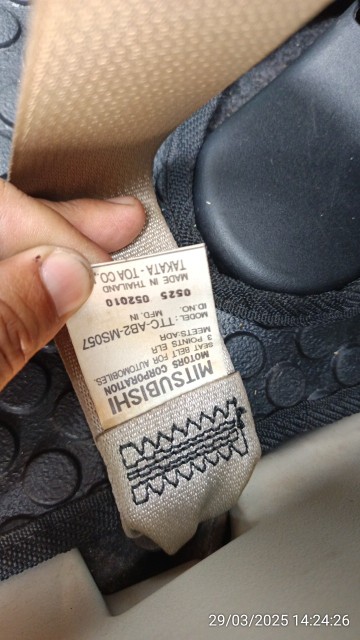 MITSUBISHI
MOTORS CORPORATION
SEAT BELT FOR AUTOMOBILES.
3 POINTS ELR
MEETS:ADR
MODEL : TTC-AB2-MS057
ID.NO. MFD. IN
0525 052010
TAKATA - TOA CO.
MADE IN THAILAND
29/03/2025 14:24:26